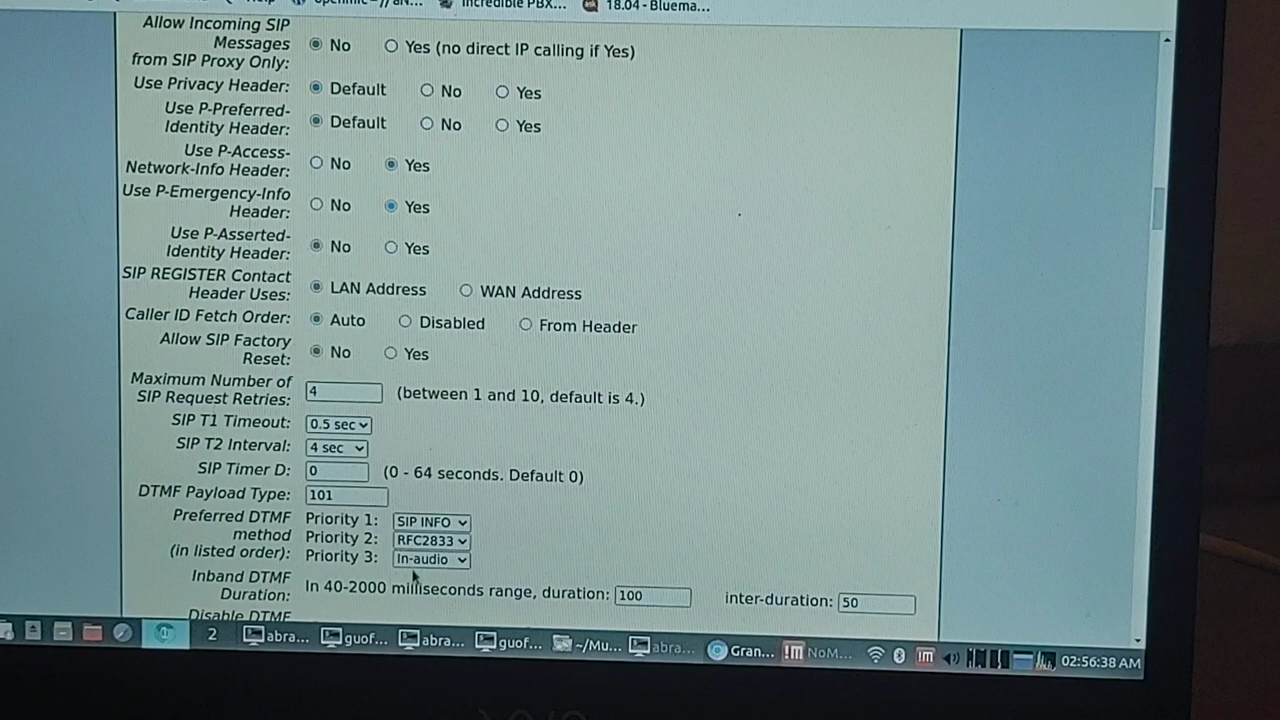 Help
openmic – // aN...
Incredible PBX...
18.04 - Bluema...
Allow Incoming SIP
Messages
from SIP Proxy Only:
No Yes (no direct IP calling if Yes)
Use Privacy Header: Default No Yes
Use P-Preferred-
Identity Header: Default No Yes
Use P-Access-
Network-Info Header: No Yes
Use P-Emergency-Info
Header: No Yes
Use P-Asserted-
Identity Header: No Yes
SIP REGISTER Contact
Header Uses: LAN Address WAN Address
Caller ID Fetch Order: Auto Disabled From Header
Allow SIP Factory
Reset: No Yes
Maximum Number of
SIP Request Retries: 4 (between 1 and 10, default is 4.)
SIP T1 Timeout: 0.5 sec
SIP T2 Interval: 4 sec
SIP Timer D: 0 (0 - 64 seconds. Default 0)
DTMF Payload Type: 101
Preferred DTMF
method
(in listed order):
Priority 1: SIP INFO
Priority 2: RFC2833
Priority 3: In-audio
Inband DTMF
Duration: In 40-2000 milliseconds range, duration: 100 inter-duration: 50
Disable DTMF
2 abra... guof... abra... guof... ~/Mu... abra... Gran... !m NoM... !m 02:56:38 AM